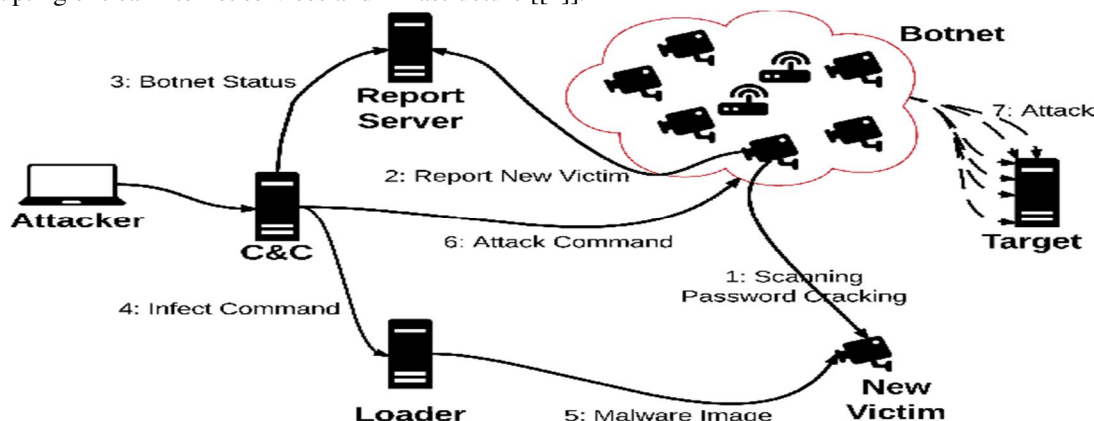 Botnet
3: Botnet Status
Report
Server
7: Attack
2: Report New Victim
Attacker
C&C
6: Attack Command
Target
1: Scanning
Password Cracking
4: Infect Command
New
Victim
Loader
5: Malware Image